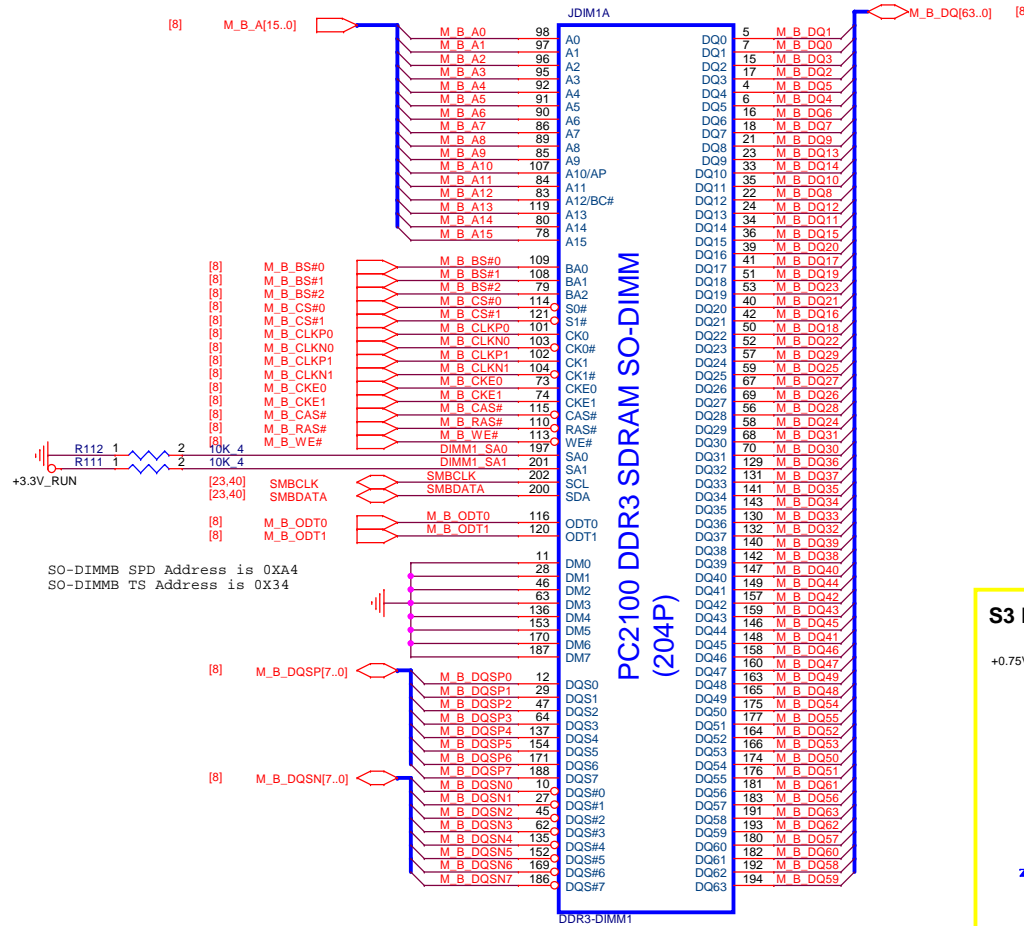 JDIM1A
[8] M_B_A[15..0]
M_B_A0 98 A0
M_B_A1 97 A1
M_B_A2 96 A2
M_B_A3 95 A3
M_B_A4 92 A4
M_B_A5 91 A5
M_B_A6 90 A6
M_B_A7 86 A7
M_B_A8 89 A8
M_B_A9 85 A9
M_B_A10 107 A10/AP
M_B_A11 84 A11
M_B_A12 83 A12/BC#
M_B_A13 119 A13
M_B_A14 80 A14
M_B_A15 78 A15
[8] M_B_BS#0 M_B_BS#0 109 BA0
[8] M_B_BS#1 M_B_BS#1 108 BA1
[8] M_B_BS#2 M_B_BS#2 79 BA2
[8] M_B_CS#0 M_B_CS#0 114 S0#
[8] M_B_CS#1 M_B_CS#1 121 S1#
[8] M_B_CLKP0 M_B_CLKP0 101 CK0
[8] M_B_CLKN0 M_B_CLKN0 103 CK0#
[8] M_B_CLKP1 M_B_CLKP1 102 CK1
[8] M_B_CLKN1 M_B_CLKN1 104 CK1#
[8] M_B_CKE0 M_B_CKE0 73 CKE0
[8] M_B_CKE1 M_B_CKE1 74 CKE1
[8] M_B_CAS# M_B_CAS# 115 CAS#
[8] M_B_RAS# M_B_RAS# 110 RAS#
[8] M_B_WE# M_B_WE# 113 WE#
R112 1 2 10K_4 DIMM1_SA0 197 SA0
R111 1 2 10K_4 DIMM1_SA1 201 SA1
+3.3V_RUN
[23,40] SMBCLK SMBCLK 202 SCL
[23,40] SMBDATA SMBDATA 200 SDA
[8] M_B_ODT0 M_B_ODT0 116 ODT0
[8] M_B_ODT1 M_B_ODT1 120 ODT1
SO-DIMMB SPD Address is 0XA4
SO-DIMMB TS Address is 0X34
11 DM0
28 DM1
46 DM2
63 DM3
136 DM4
153 DM5
170 DM6
187 DM7
[8] M_B_DQSP[7..0]
M_B_DQSP0 12 DQS0
M_B_DQSP1 29 DQS1
M_B_DQSP2 47 DQS2
M_B_DQSP3 64 DQS3
M_B_DQSP4 137 DQS4
M_B_DQSP5 154 DQS5
M_B_DQSP6 171 DQS6
M_B_DQSP7 188 DQS7
[8] M_B_DQSN[7..0]
M_B_DQSN0 10 DQS#0
M_B_DQSN1 27 DQS#1
M_B_DQSN2 45 DQS#2
M_B_DQSN3 62 DQS#3
M_B_DQSN4 135 DQS#4
M_B_DQSN5 152 DQS#5
M_B_DQSN6 169 DQS#6
M_B_DQSN7 186 DQS#7
PC2100 DDR3 SDRAM SO-DIMM
(204P)
DDR3-DIMM1
M_B_DQ[63..0] [8
DQ0 5 M_B_DQ1
DQ1 7 M_B_DQ0
DQ2 15 M_B_DQ3
DQ3 17 M_B_DQ2
DQ4 4 M_B_DQ5
DQ5 6 M_B_DQ4
DQ6 16 M_B_DQ6
DQ7 18 M_B_DQ7
DQ8 21 M_B_DQ9
DQ9 23 M_B_DQ13
DQ10 33 M_B_DQ14
DQ11 35 M_B_DQ10
DQ12 22 M_B_DQ8
DQ13 24 M_B_DQ12
DQ14 34 M_B_DQ11
DQ15 36 M_B_DQ15
DQ16 39 M_B_DQ20
DQ17 41 M_B_DQ17
DQ18 51 M_B_DQ19
DQ19 53 M_B_DQ23
DQ20 40 M_B_DQ21
DQ21 42 M_B_DQ16
DQ22 50 M_B_DQ18
DQ23 52 M_B_DQ22
DQ24 57 M_B_DQ29
DQ25 59 M_B_DQ25
DQ26 67 M_B_DQ27
DQ27 69 M_B_DQ26
DQ28 56 M_B_DQ28
DQ29 58 M_B_DQ24
DQ30 68 M_B_DQ31
DQ31 70 M_B_DQ30
DQ32 129 M_B_DQ36
DQ33 131 M_B_DQ37
DQ34 141 M_B_DQ35
DQ35 143 M_B_DQ34
DQ36 130 M_B_DQ33
DQ37 132 M_B_DQ32
DQ38 140 M_B_DQ39
DQ39 142 M_B_DQ38
DQ40 147 M_B_DQ40
DQ41 149 M_B_DQ44
DQ42 157 M_B_DQ42
DQ43 159 M_B_DQ43
DQ44 146 M_B_DQ45
DQ45 148 M_B_DQ41
DQ46 158 M_B_DQ46
DQ47 160 M_B_DQ47
DQ48 163 M_B_DQ49
DQ49 165 M_B_DQ48
DQ50 175 M_B_DQ54
DQ51 177 M_B_DQ55
DQ52 164 M_B_DQ52
DQ53 166 M_B_DQ53
DQ54 174 M_B_DQ50
DQ55 176 M_B_DQ51
DQ56 181 M_B_DQ61
DQ57 183 M_B_DQ56
DQ58 191 M_B_DQ63
DQ59 193 M_B_DQ62
DQ60 180 M_B_DQ57
DQ61 182 M_B_DQ60
DQ62 192 M_B_DQ58
DQ63 194 M_B_DQ59
S3
+0.75V